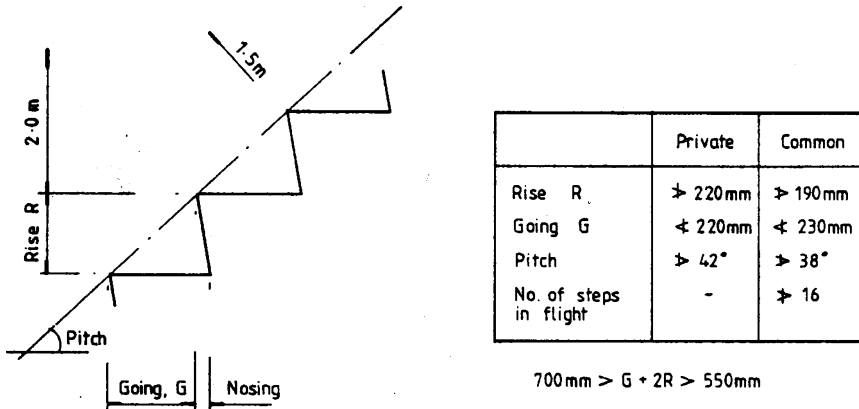 1·5m
2·0m
Rise R
Pitch
Going, G Nosing
Private Common
Rise R ≯ 220mm ≯ 190mm
Going G ≮ 220mm ≮ 230mm
Pitch ≯ 42° ≯ 38°
No. of steps
in flight - ≯ 16
700mm > G + 2R > 550mm